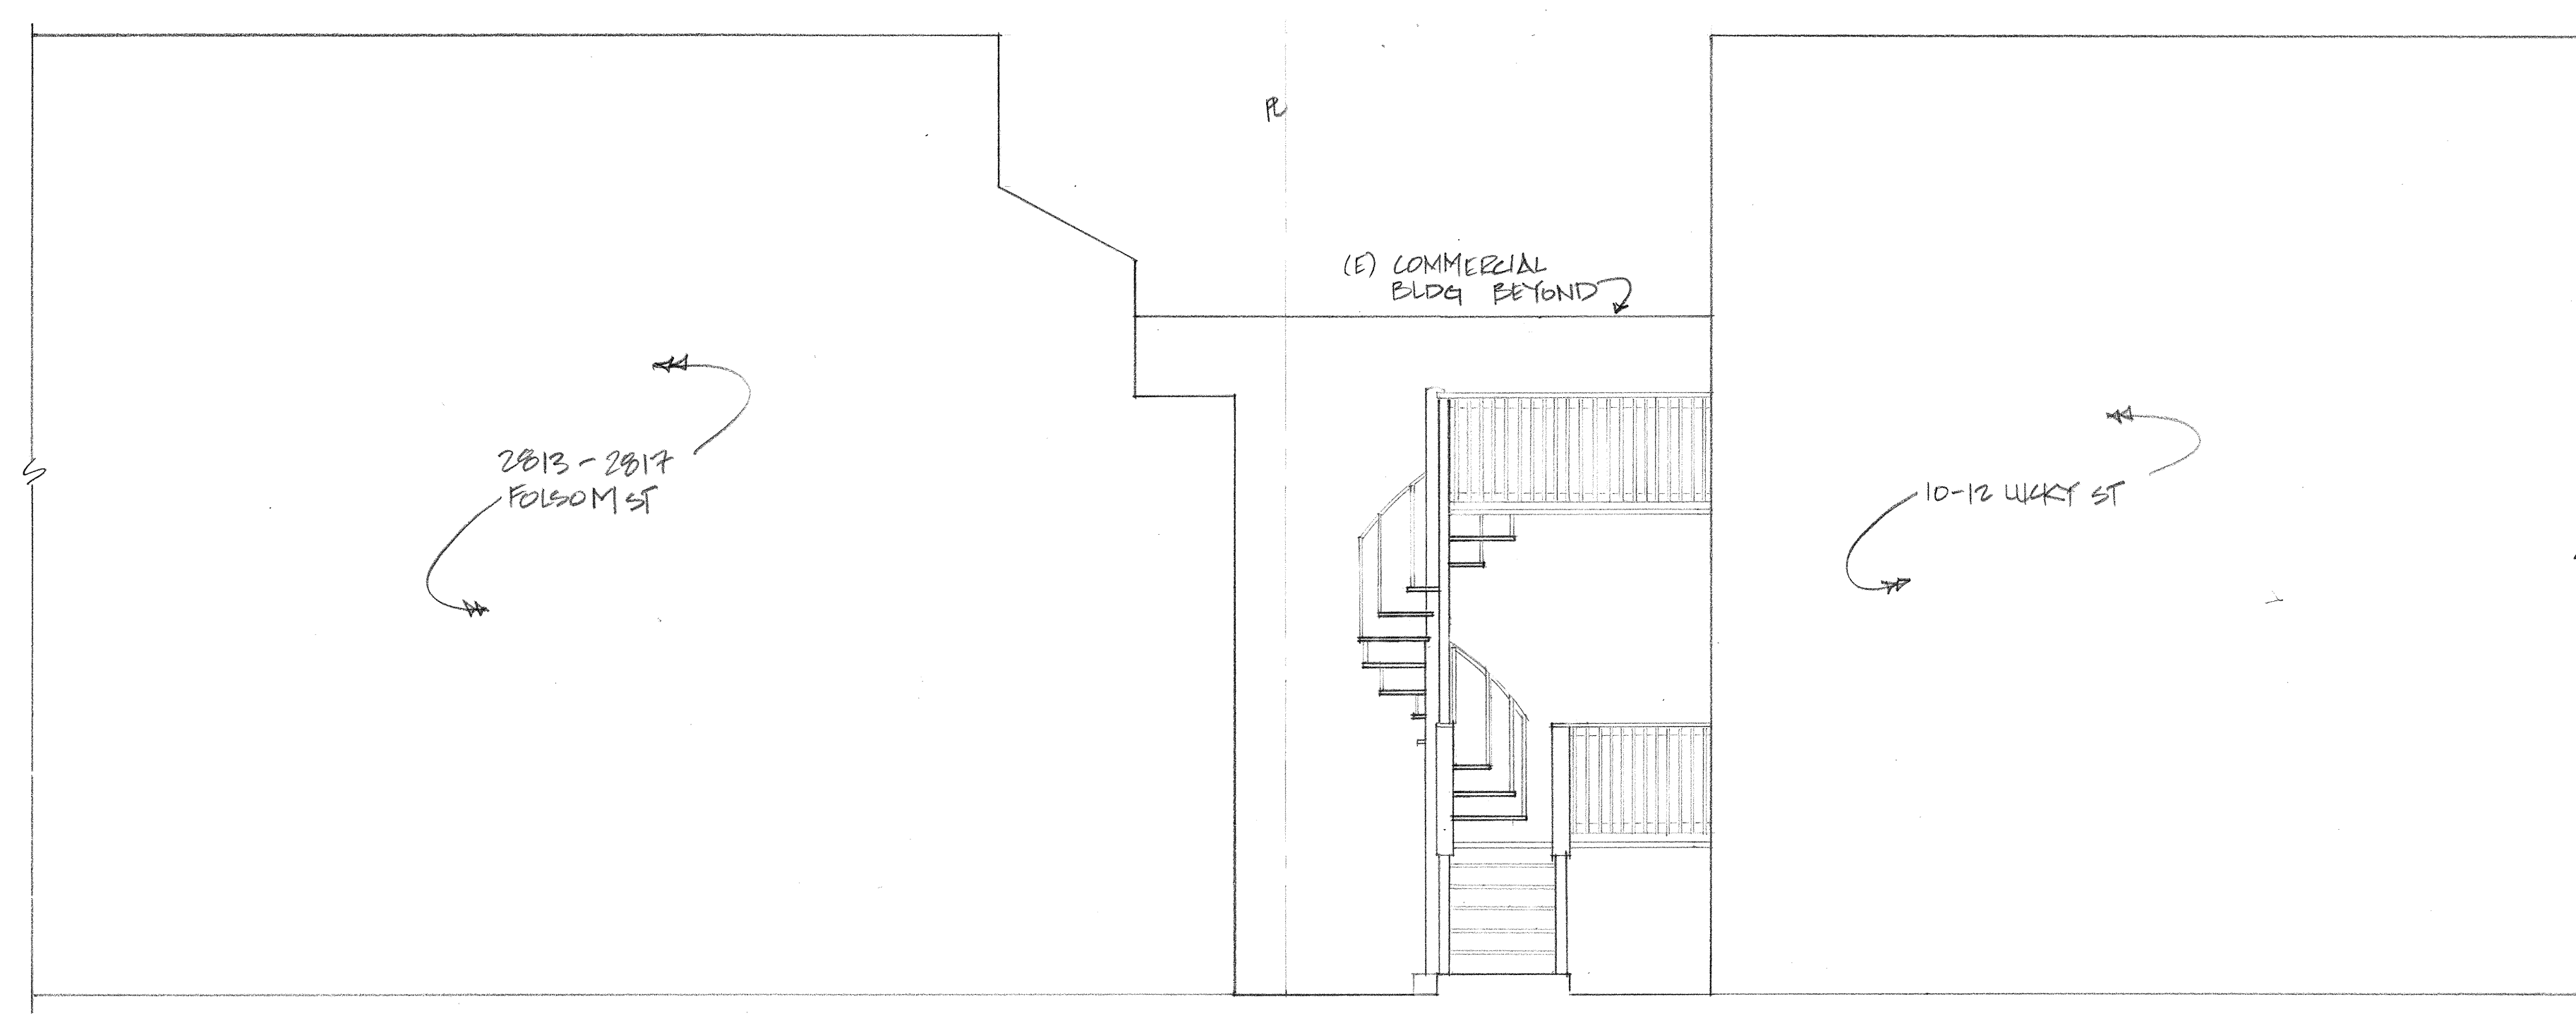 PL
(E) COMMERCIAL
BLDG BEYOND
2813-2817
FOLSOM ST
10-12 LUCKY ST